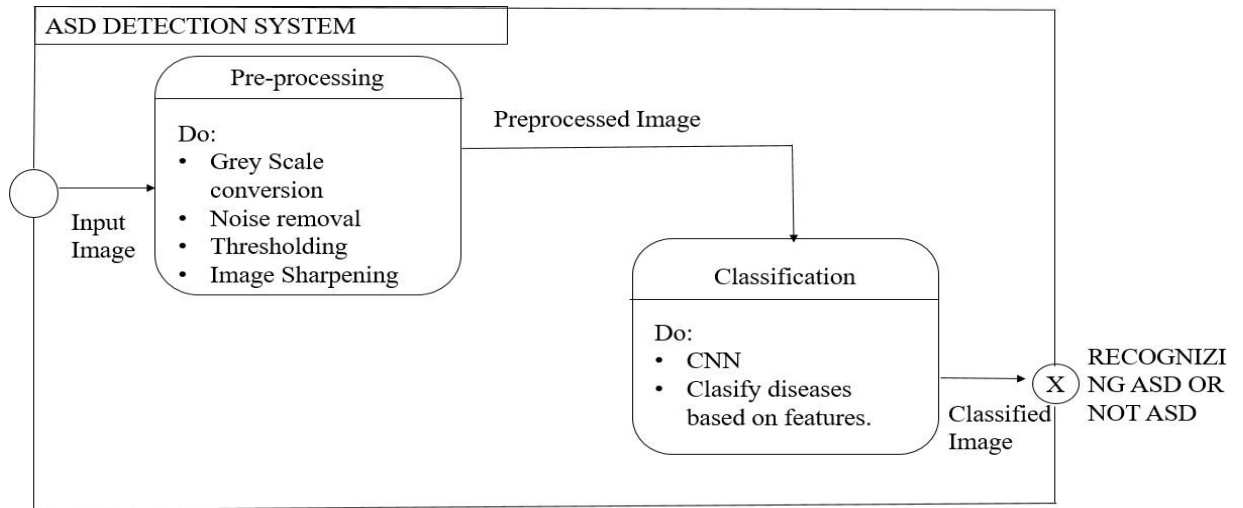 ASD DETECTION SYSTEM
Pre-processing
Do:
• Grey Scale
conversion
• Noise removal
• Thresholding
• Image Sharpening
Input
Image
Preprocessed Image
Classification
Do:
• CNN
• Clasify diseases
based on features.
Classified
Image
X
RECOGNIZI
NG ASD OR
NOT ASD